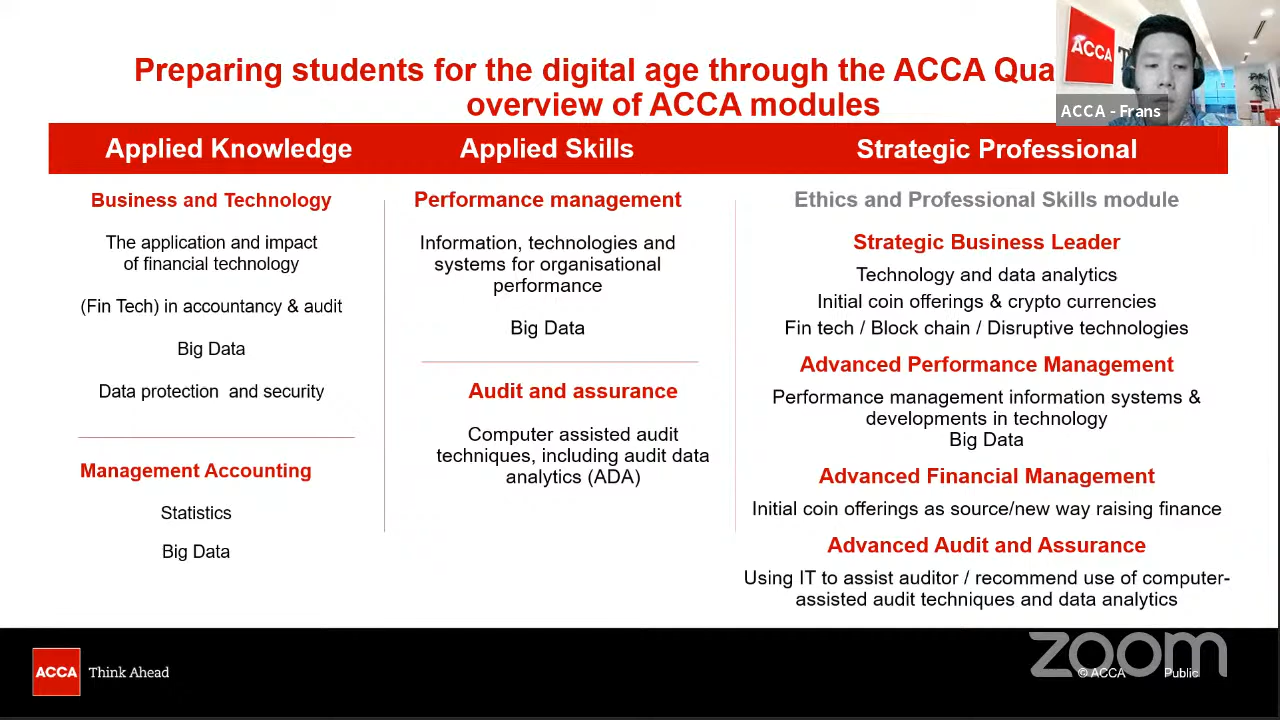 Preparing students for the digital age through the ACCA Qua
overview of ACCA modules
ACCA
ACCA - Frans
Applied Knowledge
Applied Skills
Strategic Professional
Business and Technology
The application and impact
of financial technology
(Fin Tech) in accountancy & audit
Big Data
Data protection and security
Management Accounting
Statistics
Big Data
Performance management
Information, technologies and
systems for organisational
performance
Big Data
Audit and assurance
Computer assisted audit
techniques, including audit data
analytics (ADA)
Ethics and Professional Skills module
Strategic Business Leader
Technology and data analytics
Initial coin offerings & crypto currencies
Fin tech / Block chain / Disruptive technologies
Advanced Performance Management
Performance management information systems &
developments in technology
Big Data
Advanced Financial Management
Initial coin offerings as source/new way raising finance
Advanced Audit and Assurance
Using IT to assist auditor / recommend use of computer-
assisted audit techniques and data analytics
ACCA Think Ahead
zoom
© ACCA Public